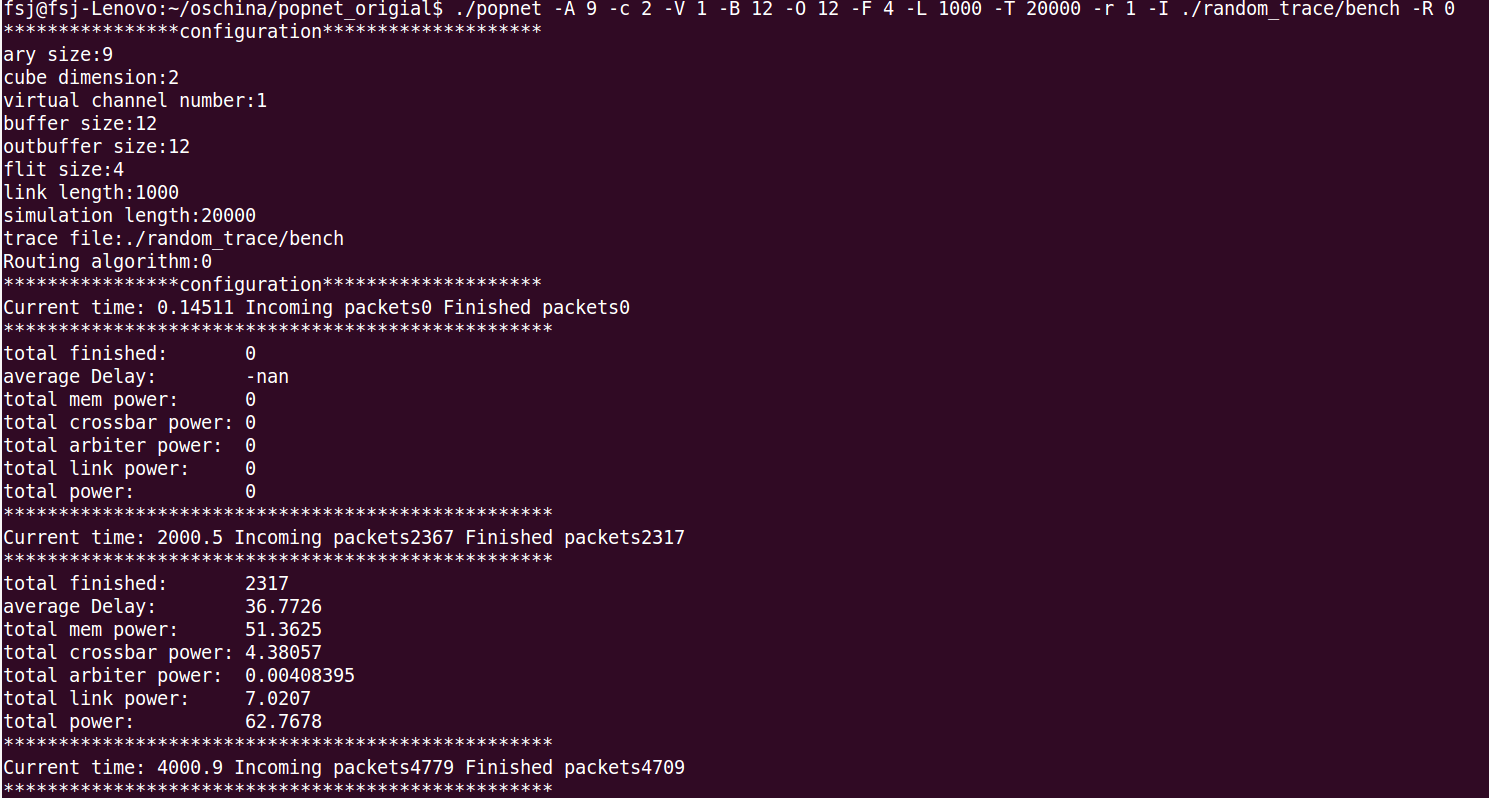 fsj@fsj-Lenovo:~/oschina/popnet_origial$ ./popnet -A 9 -c 2 -V 1 -B 12 -O 12 -F 4 -L 1000 -T 20000 -r 1 -I ./random_trace/bench -R 0
****************configuration********************
ary size:9
cube dimension:2
virtual channel number:1
buffer size:12
outbuffer size:12
flit size:4
link length:1000
simulation length:20000
trace file:./random_trace/bench
Routing algorithm:0
****************configuration********************
Current time: 0.14511 Incoming packets0 Finished packets0
**************************************************
total finished:       0
average Delay:        -nan
total mem power:      0
total crossbar power: 0
total arbiter power:  0
total link power:     0
total power:          0
**************************************************
Current time: 2000.5 Incoming packets2367 Finished packets2317
**************************************************
total finished:       2317
average Delay:        36.7726
total mem power:      51.3625
total crossbar power: 4.38057
total arbiter power:  0.00408395
total link power:     7.0207
total power:          62.7678
**************************************************
Current time: 4000.9 Incoming packets4779 Finished packets4709
**************************************************